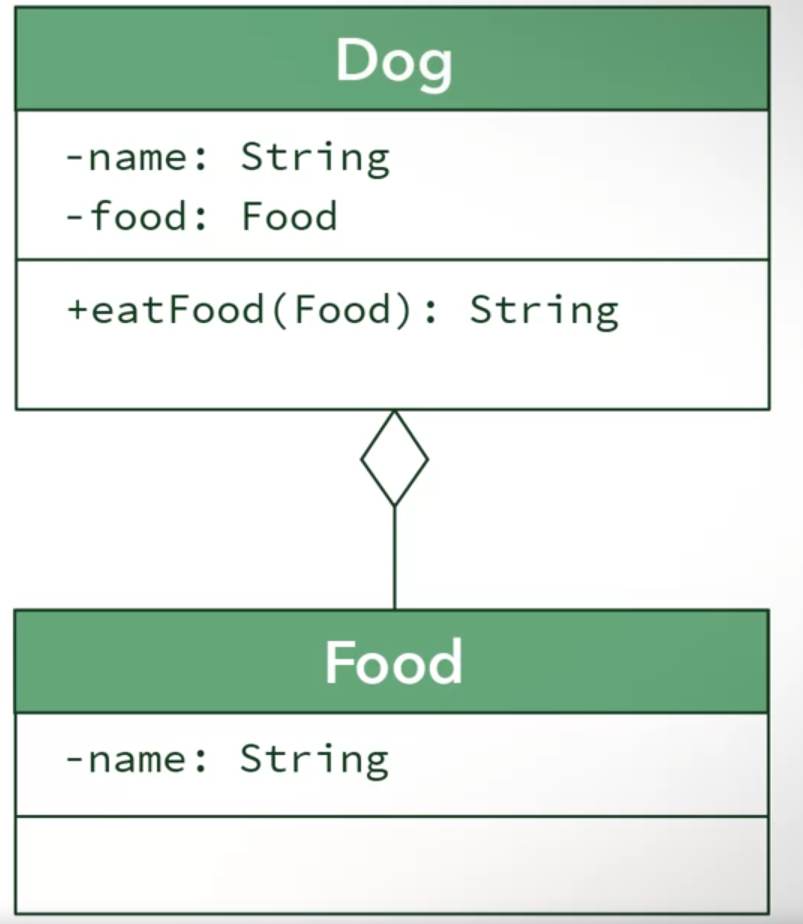 Dog
-name: String
-food: Food
+eatFood(Food): String
Food
-name: String